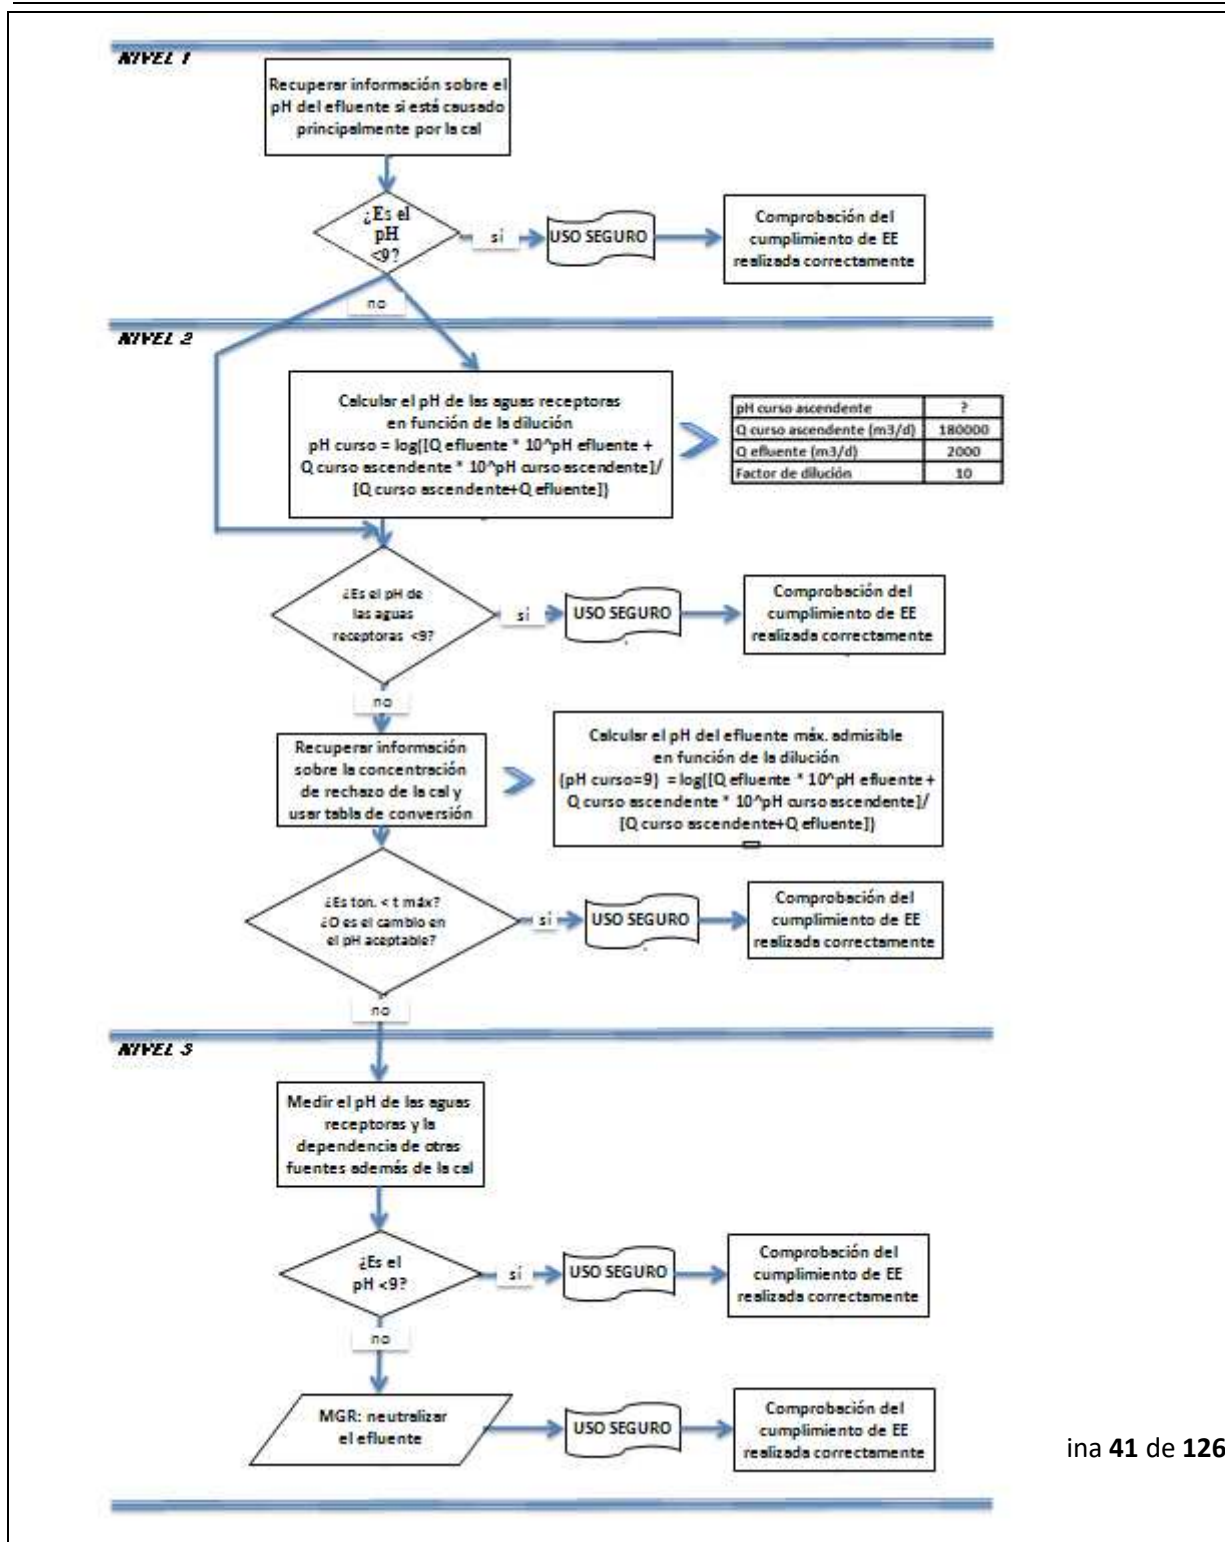 NIVEL 1
Recuperar información sobre el
pH del efluente si está causado
principalmente por la cal
¿Es el
pH
<9?
sí
USO SEGURO
Comprobación del
cumplimiento de EE
realizada correctamente
no
NIVEL 2
Calcular el pH de las aguas receptoras
en función de la dilución
pH curso = log([Q efluente * 10^pH efluente +
Q curso ascendente * 10^pH curso ascendente]/
[Q curso ascendente+Q efluente])
pH curso ascendente ?
Q curso ascendente (m3/d) 180000
Q efluente (m3/d) 2000
Factor de dilución 10
¿Es el pH de
las aguas
receptoras <9?
sí
USO SEGURO
Comprobación del
cumplimiento de EE
realizada correctamente
no
Recuperar información
sobre la concentración
de rechazo de la cal y
usar tabla de conversión
Calcular el pH del efluente máx. admisible
en función de la dilución
(pH curso=9) = log([Q efluente * 10^pH efluente +
Q curso ascendente * 10^pH curso ascendente]/
[Q curso ascendente+Q efluente])
¿Es ton. < t máx?
¿O es el cambio en
el pH aceptable?
sí
USO SEGURO
Comprobación del
cumplimiento de EE
realizada correctamente
no
NIVEL 3
Medir el pH de las aguas
receptoras y la
dependencia de otras
fuentes además de la cal
¿Es el
pH <9?
sí
USO SEGURO
Comprobación del
cumplimiento de EE
realizada correctamente
no
MGR: neutralizar
el efluente
USO SEGURO
Comprobación del
cumplimiento de EE
realizada correctamente
ina 41 de 126